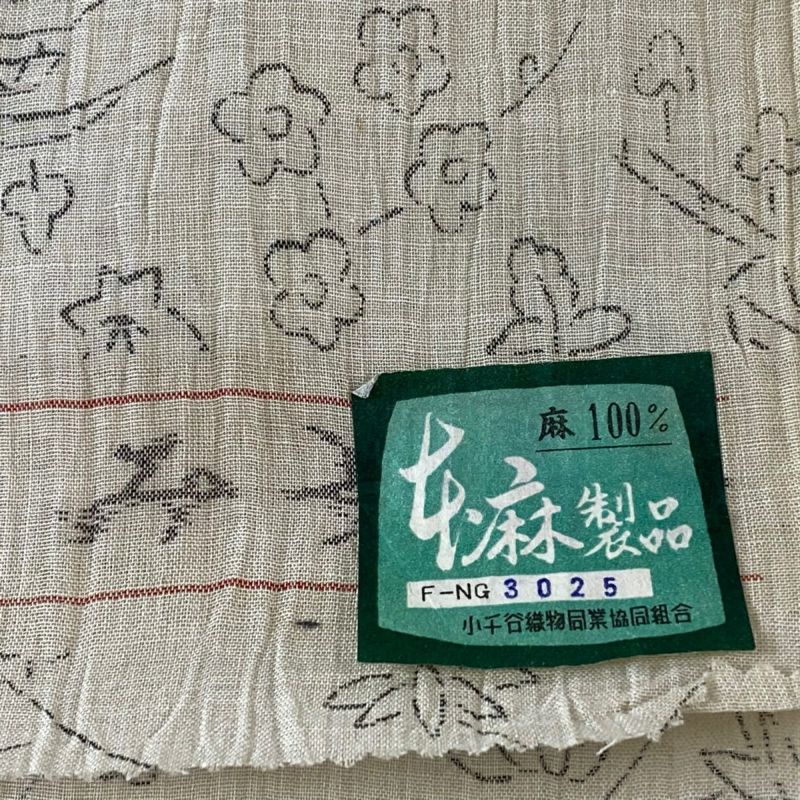 麻 100%
本麻製品
F-NG 3025
小千谷織物同業協同組合